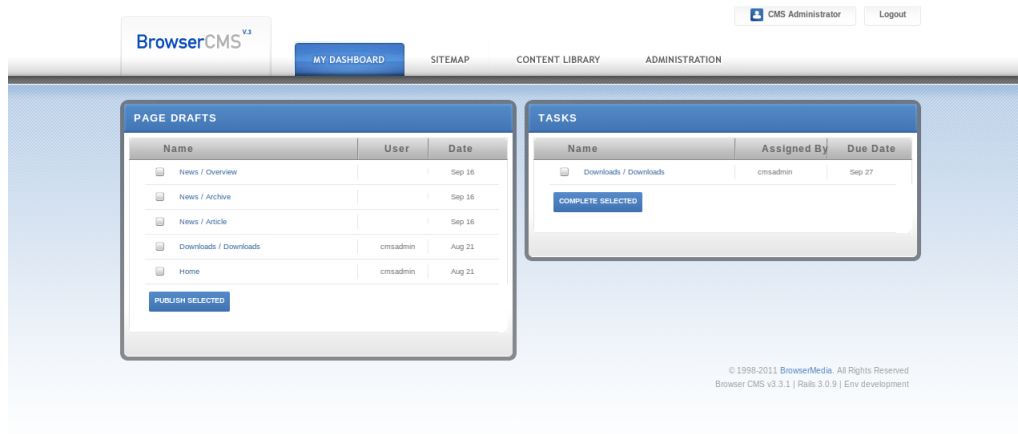 CMS Administrator Logout
BrowserCMS V.3
MY DASHBOARD SITEMAP CONTENT LIBRARY ADMINISTRATION
PAGE DRAFTS
Name User Date
News / Overview Sep 16
News / Archive Sep 16
News / Article Sep 16
Downloads / Downloads cmsadmin Aug 21
Home cmsadmin Aug 21
PUBLISH SELECTED
TASKS
Name Assigned By Due Date
Downloads / Downloads cmsadmin Sep 27
COMPLETE SELECTED
© 1998-2011 BrowserMedia. All Rights Reserved
Browser CMS v3.3.1 | Rails 3.0.9 | Env development